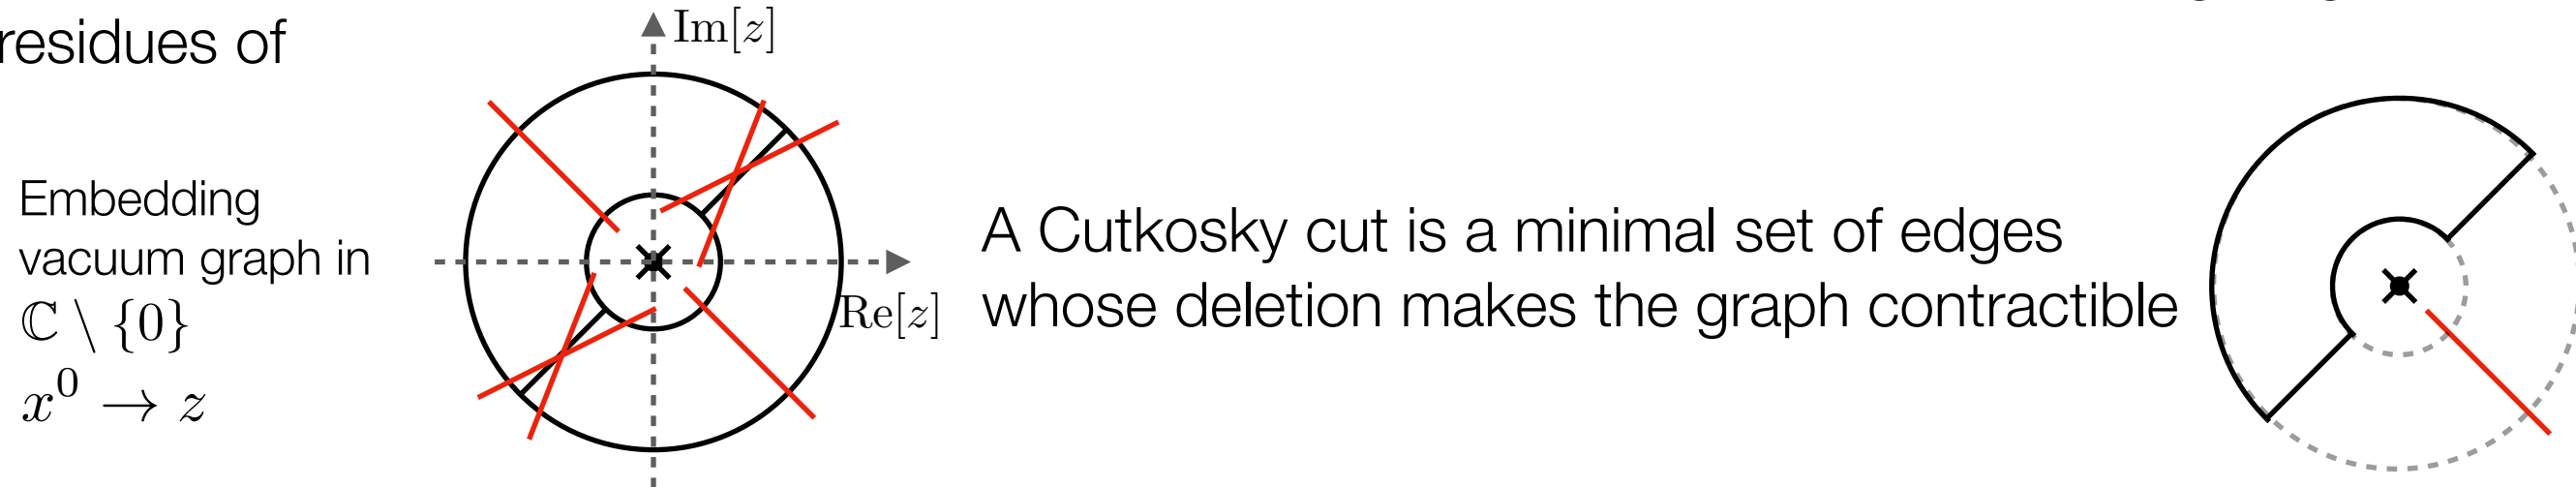 residues of
Im[z]
Embedding
vacuum graph in
ℂ \ {0}
x⁰ → z
Re[z]
A Cutkosky cut is a minimal set of edges
whose deletion makes the graph contractible